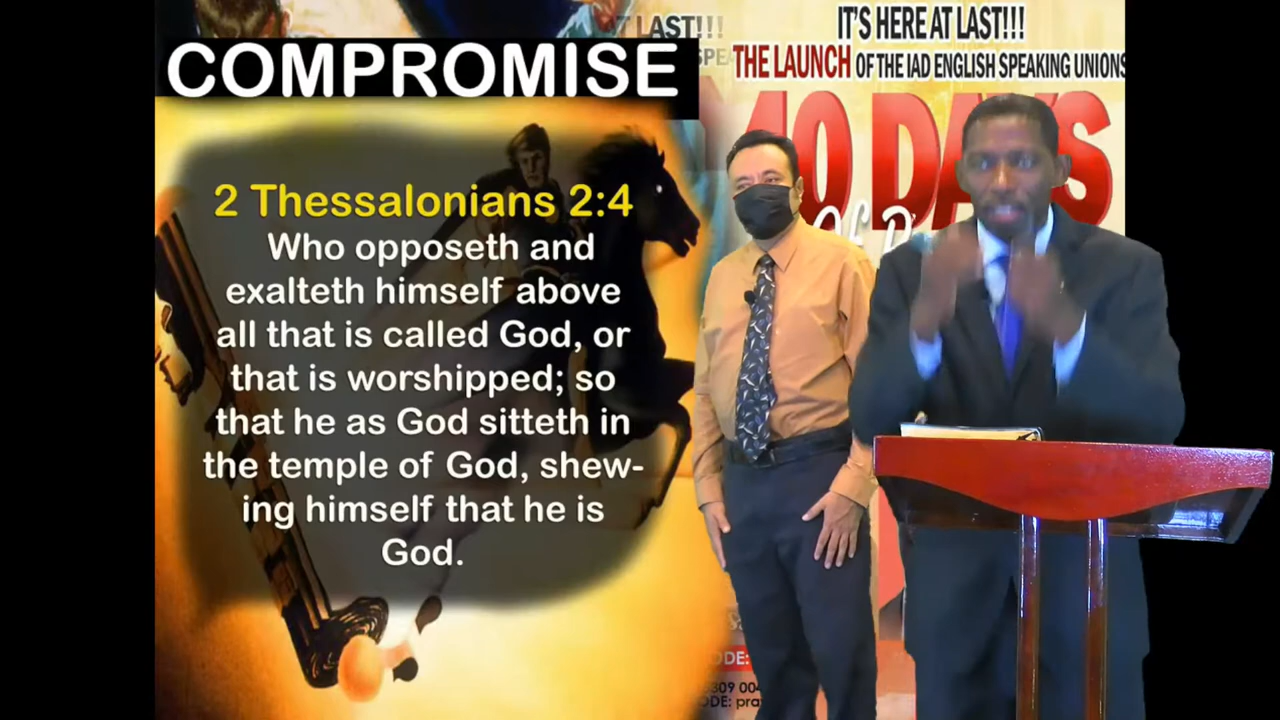 COMPROMISE
2 Thessalonians 2:4
Who opposeth and
exalteth himself above
all that is called God, or
that is worshipped; so
that he as God sitteth in
the temple of God, shew-
ing himself that he is
God.
LAST!!!
IT'S HERE AT LAST!!!
THE LAUNCH OF THE IAD ENGLISH SPEAKING UNIONS
40 DAYS
Of